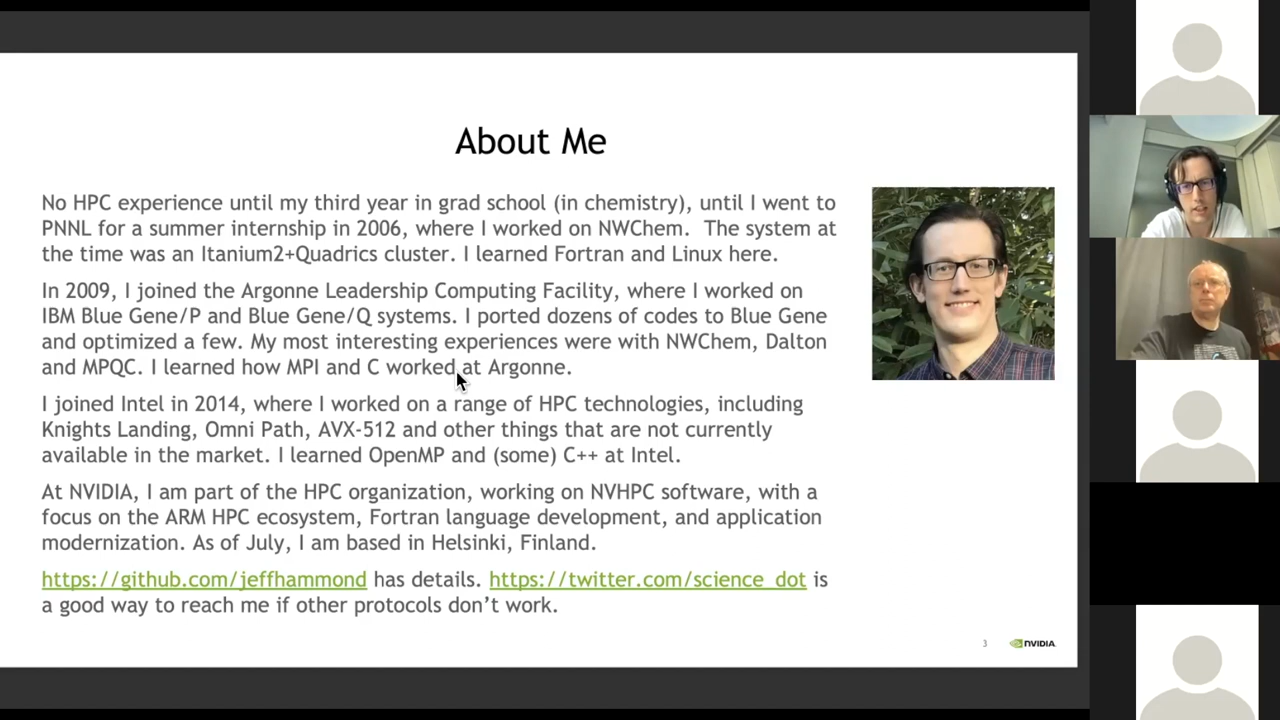 About Me
No HPC experience until my third year in grad school (in chemistry), until I went to
PNNL for a summer internship in 2006, where I worked on NWChem.  The system at
the time was an Itanium2+Quadrics cluster. I learned Fortran and Linux here.
In 2009, I joined the Argonne Leadership Computing Facility, where I worked on
IBM Blue Gene/P and Blue Gene/Q systems. I ported dozens of codes to Blue Gene
and optimized a few. My most interesting experiences were with NWChem, Dalton
and MPQC. I learned how MPI and C worked at Argonne.
I joined Intel in 2014, where I worked on a range of HPC technologies, including
Knights Landing, Omni Path, AVX-512 and other things that are not currently
available in the market. I learned OpenMP and (some) C++ at Intel.
At NVIDIA, I am part of the HPC organization, working on NVHPC software, with a
focus on the ARM HPC ecosystem, Fortran language development, and application
modernization. As of July, I am based in Helsinki, Finland.
https://github.com/jeffhammond has details. https://twitter.com/science_dot is
a good way to reach me if other protocols don’t work.
3 NVIDIA